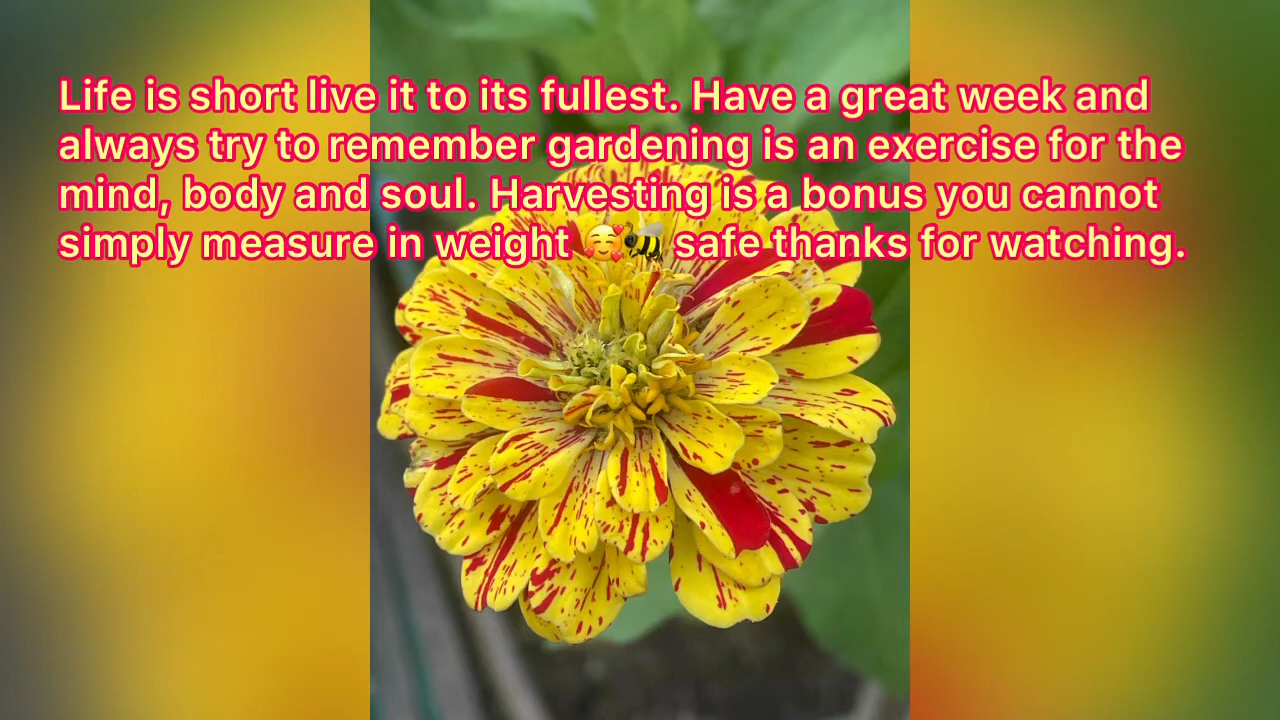 Life is short live it to its fullest. Have a great week and
always try to remember gardening is an exercise for the
mind, body and soul. Harvesting is a bonus you cannot
simply measure in weight 🥰🐝 safe thanks for watching.